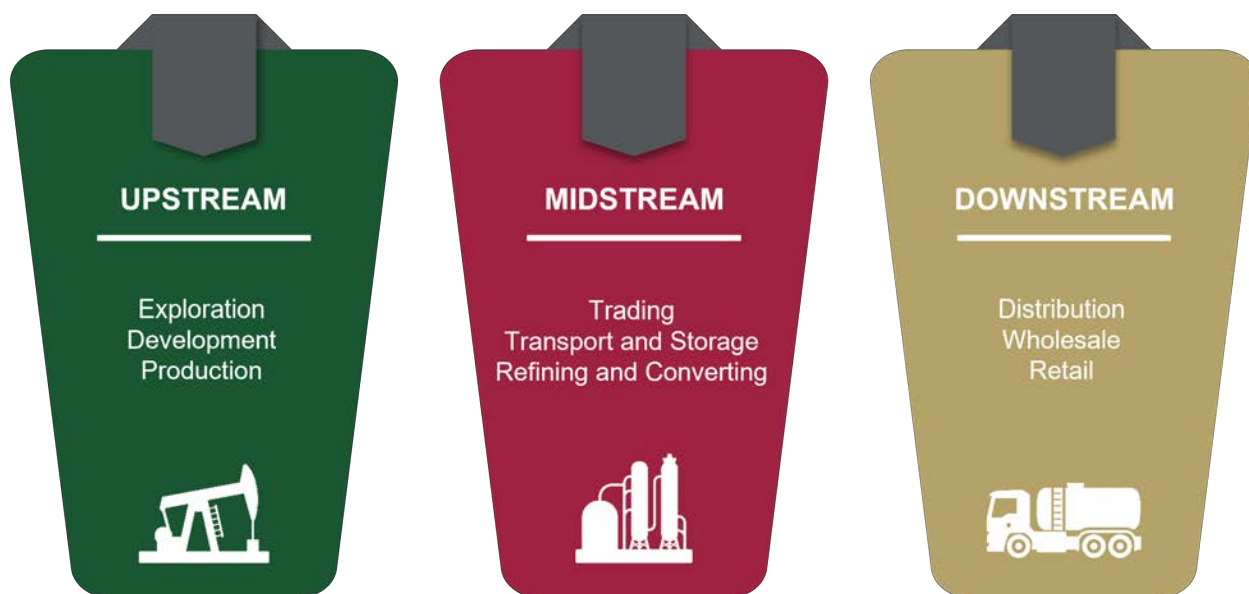 UPSTREAM
Exploration
Development
Production
MIDSTREAM
Trading
Transport and Storage
Refining and Converting
DOWNSTREAM
Distribution
Wholesale
Retail